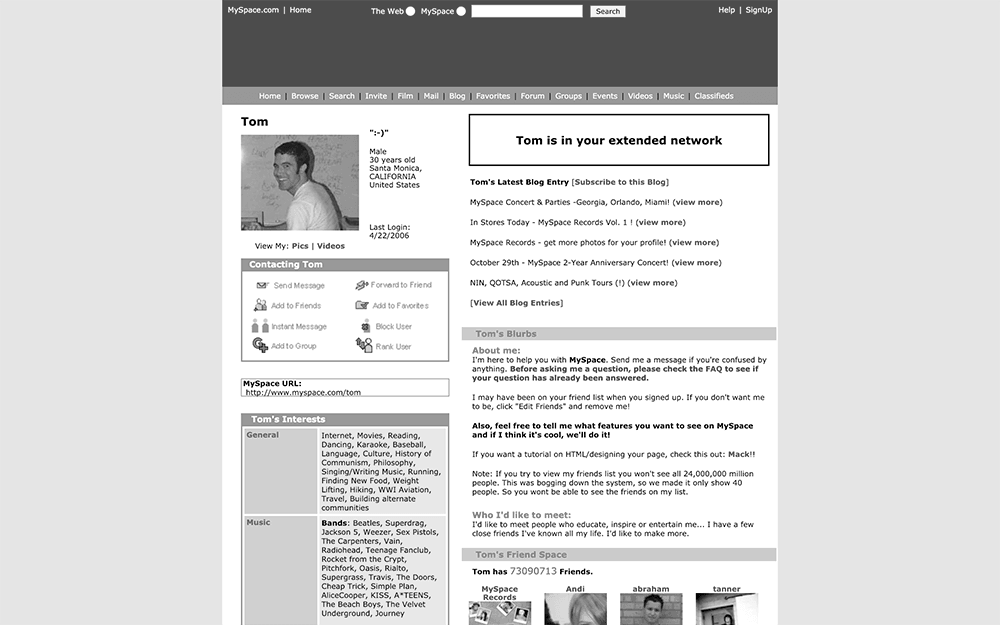 MySpace.com | Home
The Web MySpace Search
Help | SignUp
Home | Browse | Search | Invite | Film | Mail | Blog | Favorites | Forum | Groups | Events | Videos | Music | Classifieds
Tom
":-)"
Male
30 years old
Santa Monica,
CALIFORNIA
United States
Last Login:
4/22/2006
View My: Pics | Videos
Contacting Tom
Send Message
Forward to Friend
Add to Friends
Add to Favorites
Instant Message
Block User
Add to Group
Rank User
MySpace URL:
http://www.myspace.com/tom
Tom's Interests
General
Internet, Movies, Reading,
Dancing, Karaoke, Baseball,
Language, Culture, History of
Communism, Philosophy,
Singing/Writing Music, Running,
Finding New Food, Weight
Lifting, Hiking, WWI Aviation,
Travel, Building alternate
communities
Music
Bands: Beatles, Superdrag,
Jackson 5, Weezer, Sex Pistols,
The Carpenters, Vain,
Radiohead, Teenage Fanclub,
Rocket from the Crypt,
Pitchfork, Oasis, Rialto,
Supergrass, Travis, The Doors,
Cheap Trick, Simple Plan,
AliceCooper, KISS, A*TEENS,
The Beach Boys, The Velvet
Underground, Journey
Tom is in your extended network
Tom's Latest Blog Entry [Subscribe to this Blog]
MySpace Concert & Parties -Georgia, Orlando, Miami! (view more)
In Stores Today - MySpace Records Vol. 1 ! (view more)
MySpace Records - get more photos for your profile! (view more)
October 29th - MySpace 2-Year Anniversary Concert! (view more)
NIN, QOTSA, Acoustic and Punk Tours (!) (view more)
[View All Blog Entries]
Tom's Blurbs
About me:
I'm here to help you with MySpace. Send me a message if you're confused by
anything. Before asking me a question, please check the FAQ to see if
your question has already been answered.
I may have been on your friend list when you signed up. If you don't want me
to be, click "Edit Friends" and remove me!
Also, feel free to tell me what features you want to see on MySpace
and if I think it's cool, we'll do it!
If you want a tutorial on HTML/designing your page, check this out: Mack!!
Note: If you try to view my friends list you won't see all 24,000,000 million
people. This was bogging down the system, so we made it only show 40
people. So you wont be able to see the friends on my list.
Who I'd like to meet:
I'd like to meet people who educate, inspire or entertain me... I have a few
close friends I've known all my life. I'd like to make more.
Tom's Friend Space
Tom has 73090713 Friends.
MySpace
Records
Andi
abraham
tanner